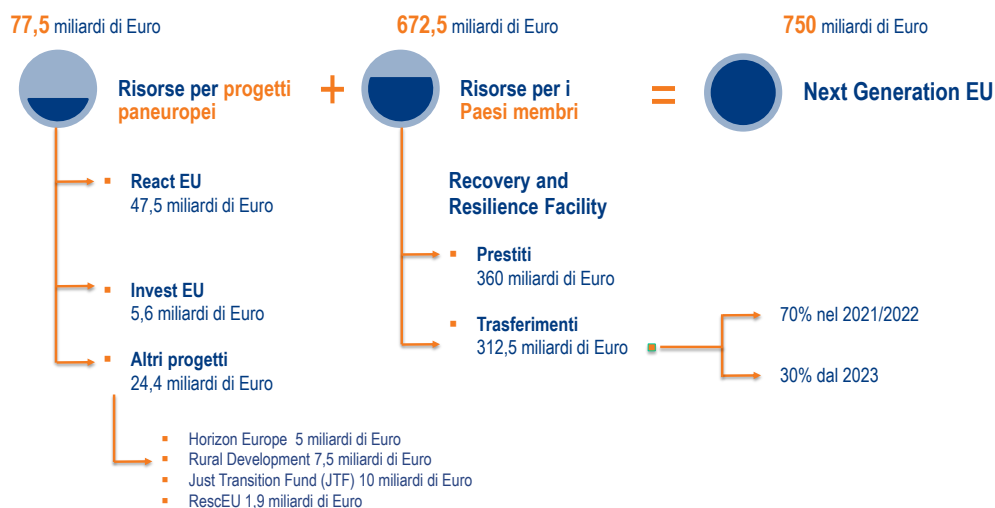 77,5 miliardi di Euro
Risorse per progetti
paneuropei
+
672,5 miliardi di Euro
Risorse per i
Paesi membri
=
750 miliardi di Euro
Next Generation EU
React EU
47,5 miliardi di Euro
Invest EU
5,6 miliardi di Euro
Altri progetti
24,4 miliardi di Euro
Horizon Europe 5 miliardi di Euro
Rural Development 7,5 miliardi di Euro
Just Transition Fund (JTF) 10 miliardi di Euro
RescEU 1,9 miliardi di Euro
Recovery and
Resilience Facility
Prestiti
360 miliardi di Euro
Trasferimenti
312,5 miliardi di Euro
70% nel 2021/2022
30% dal 2023